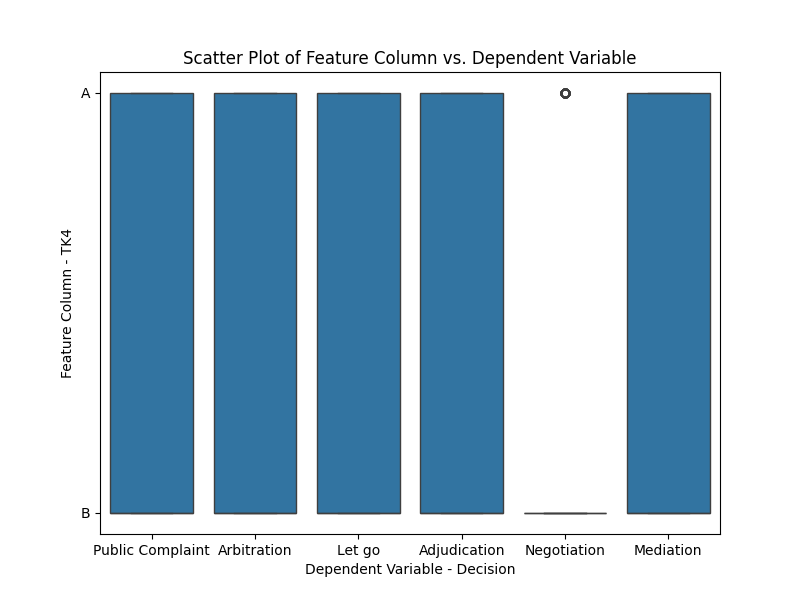 Scatter Plot of Feature Column vs. Dependent Variable
A
Feature Column - TK4
B
Public Complaint Arbitration Let go Adjudication Negotiation Mediation
Dependent Variable - Decision